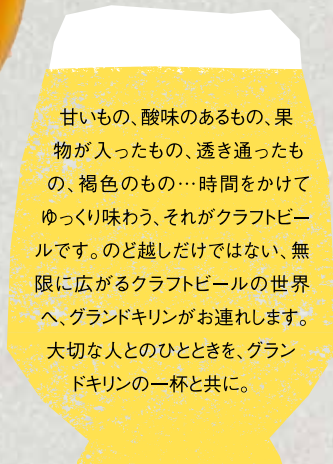 甘いもの、酸味のあるもの、果
物が入ったもの、透き通ったも
の、褐色のもの…時間をかけて
ゆっくり味わう、それがクラフトビー
ルです。のど越しだけではない、無
限に広がるクラフトビールの世界
へ、グランドキリンがお連れします。
大切な人とのひとときを、グラン
ドキリンの一杯と共に。